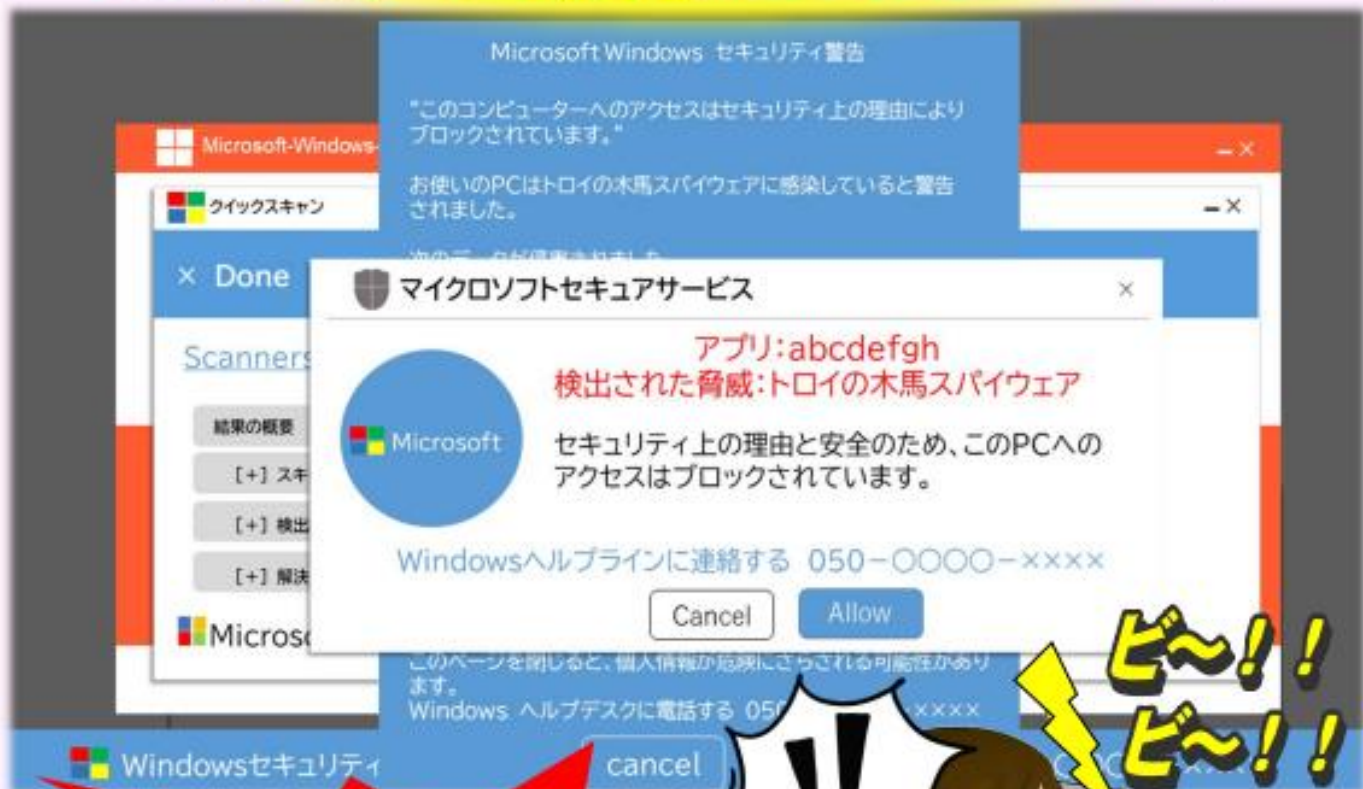 Microsoft Windows セキュリティ警告
"このコンピューターへのアクセスはセキュリティ上の理由により
ブロックされています。"
お使いのPCはトロイの木馬スパイウェアに感染していると警告
されました。
Microsoft-Windows-
クイックスキャン
× Done
Scanners
結果の概要
[+] スキ
[+] 検出
[+] 解決
マイクロソフトセキュアサービス
アプリ:abcdefgh
検出された脅威:トロイの木馬スパイウェア
Microsoft
セキュリティ上の理由と安全のため、このPCへの
アクセスはブロックされています。
Windowsヘルプラインに連絡する 050-○○○○-××××
Cancel
Allow
このページを閉じると、個人情報が危険にさらされる可能性があり
ます。
Windows ヘルプデスクに電話する 050 ××××
Windowsセキュリティ
cancel
!!
ビ〜!!
ビ〜!!